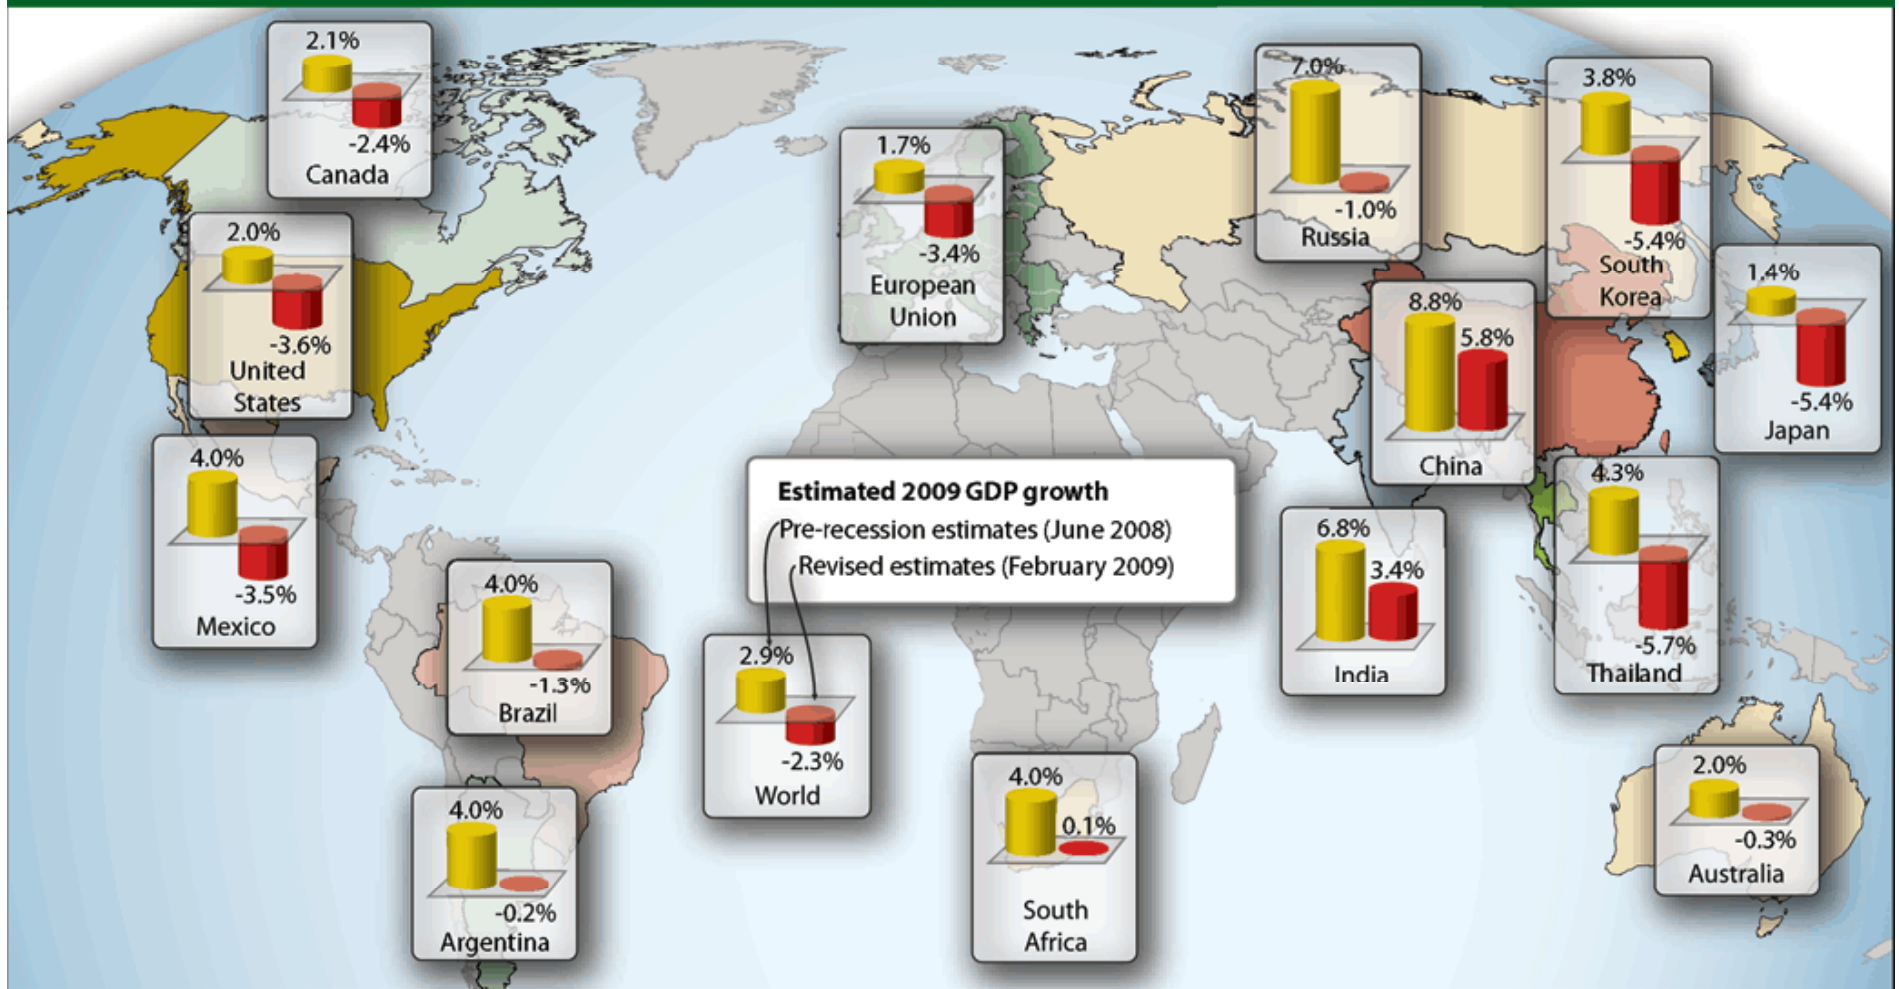 2.1%
-2.4%
Canada
2.0%
-3.6%
United
States
4.0%
-3.5%
Mexico
4.0%
-1.3%
Brazil
4.0%
-0.2%
Argentina
1.7%
-3.4%
European
Union
Estimated 2009 GDP growth
Pre-recession estimates (June 2008)
Revised estimates (February 2009)
2.9%
-2.3%
World
4.0%
0.1%
South
Africa
7.0%
-1.0%
Russia
3.8%
-5.4%
South
Korea
1.4%
-5.4%
Japan
8.8%
5.8%
China
6.8%
3.4%
India
4.3%
-5.7%
Thailand
2.0%
-0.3%
Australia